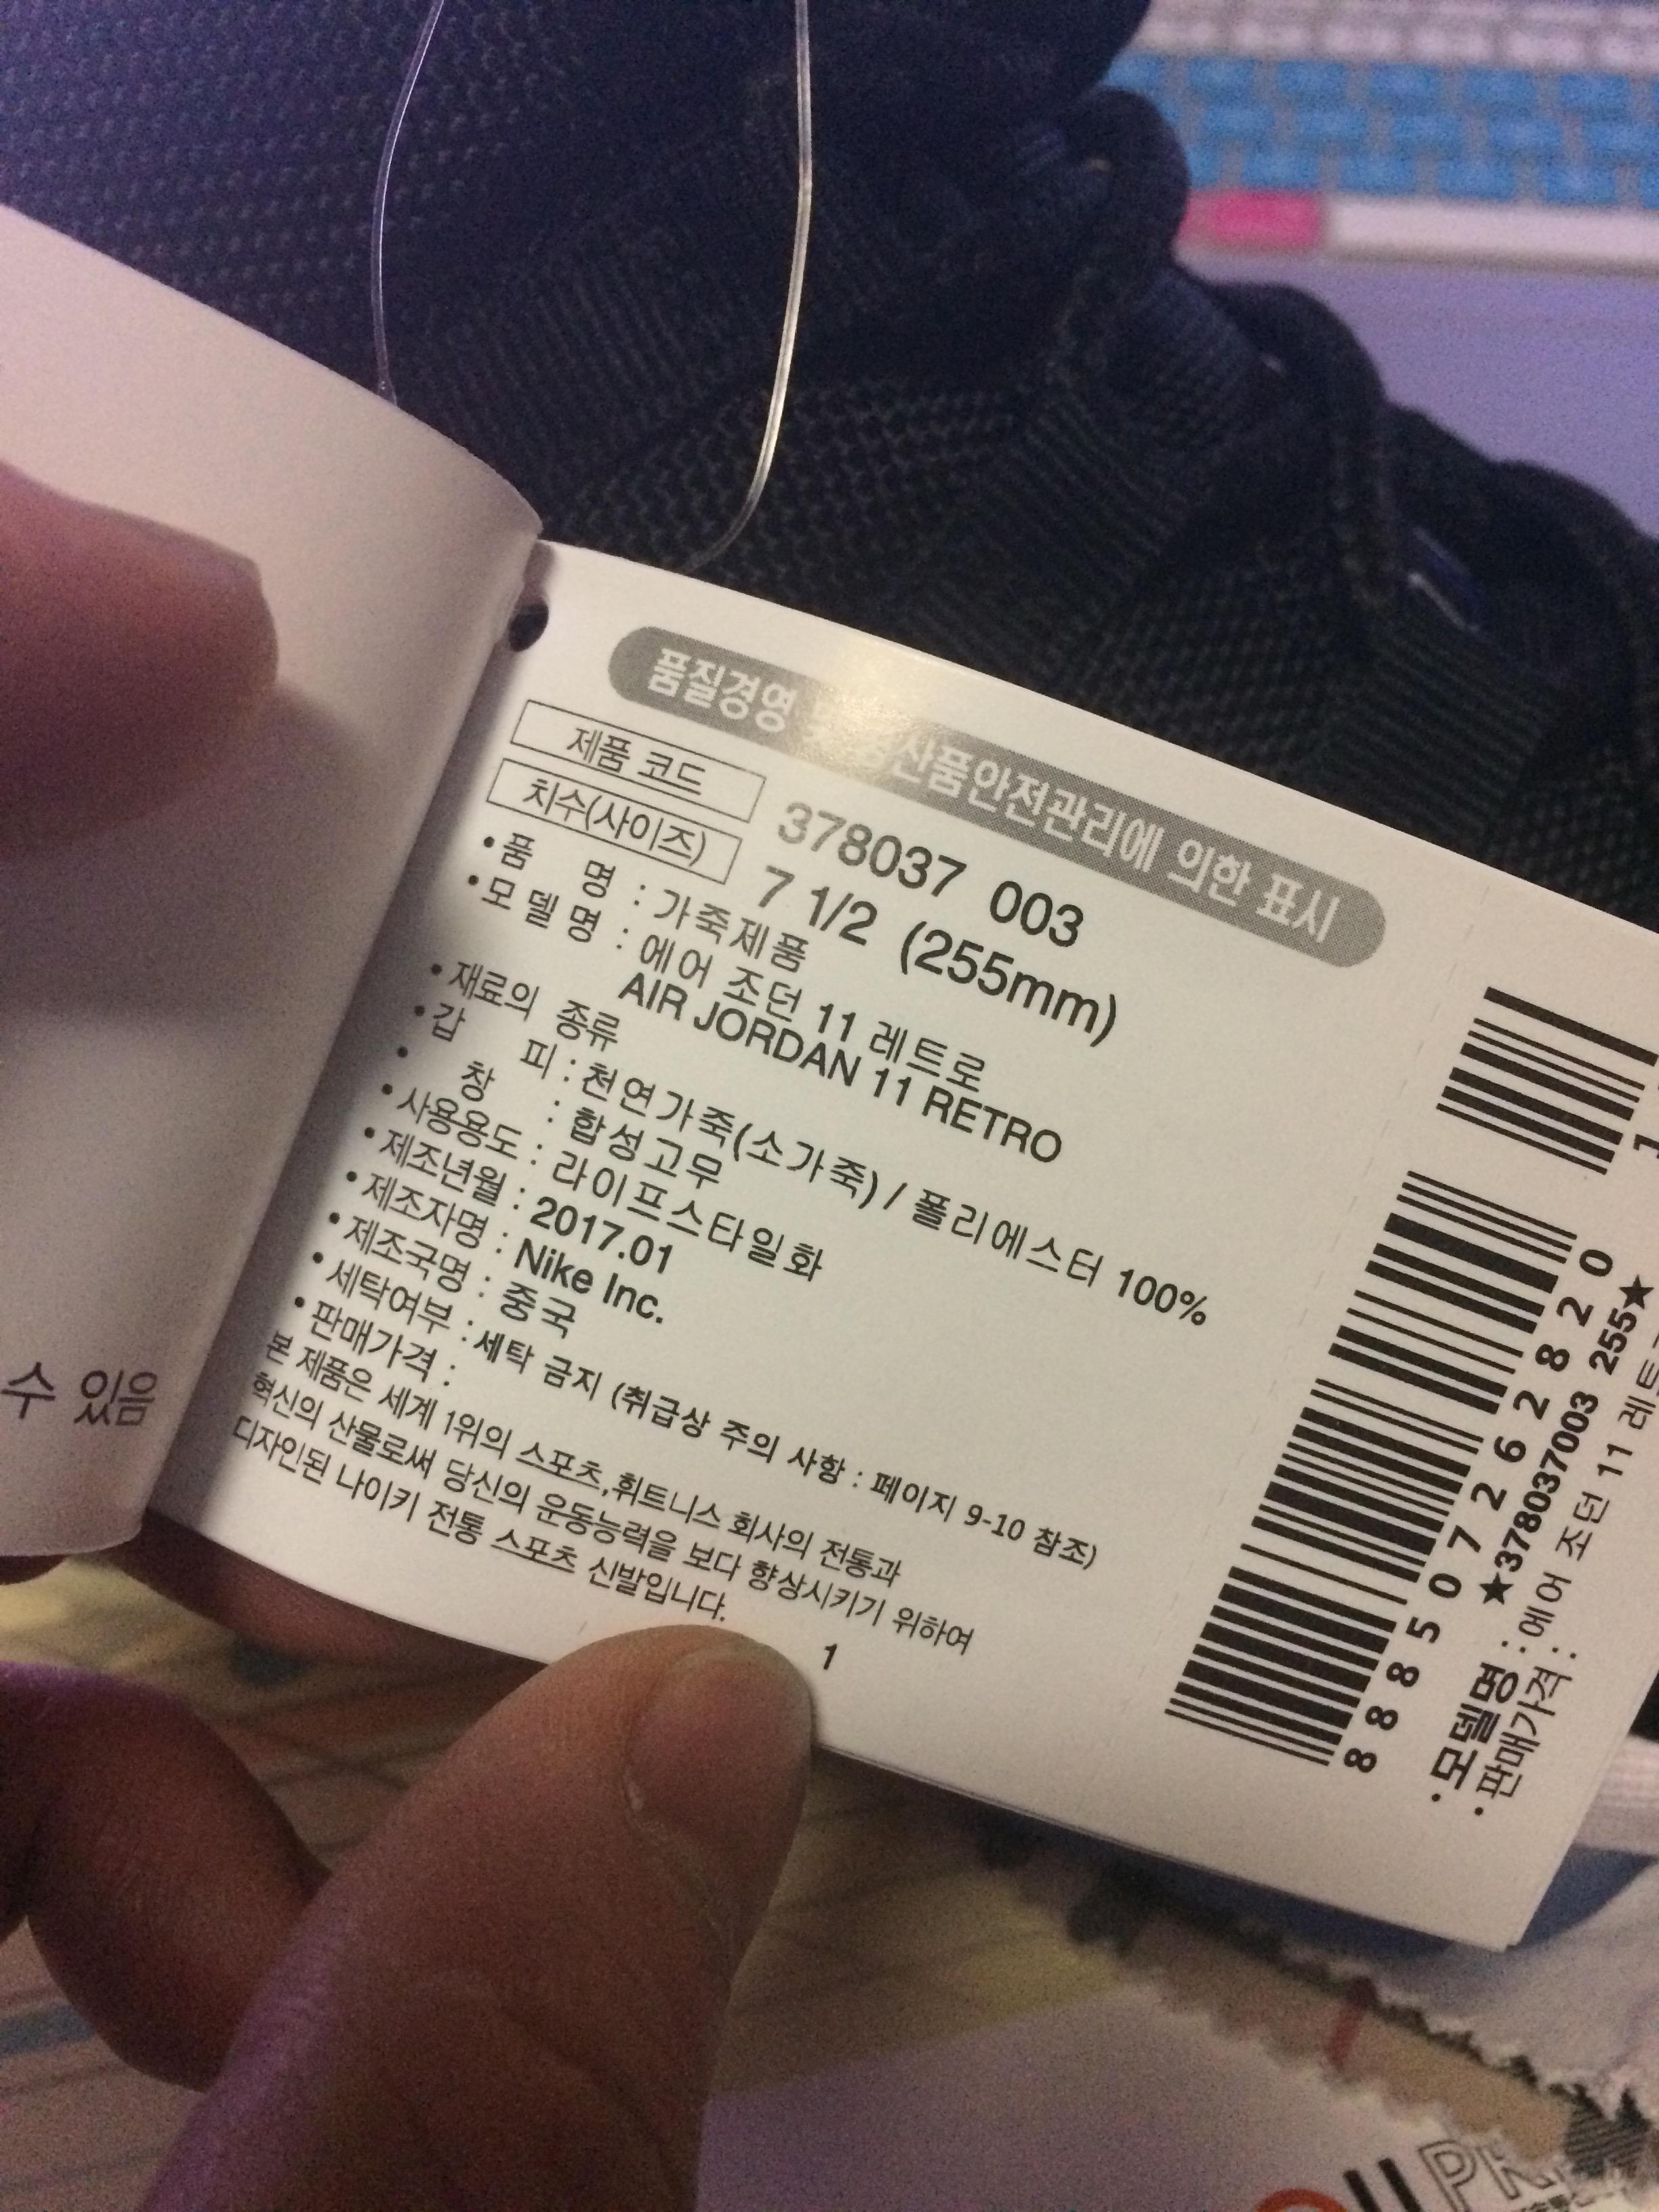 품질경영 및 공산품안전관리에 의한 표시
제품 코드 378037 003
치수(사이즈) 7 1/2 (255mm)
•품 명 : 가죽제품
•모 델 명 : 에어 조던 11 레트로
AIR JORDAN 11 RETRO
•재료의 종류
•갑 피 : 천연가죽(소가죽) / 폴리에스터 100%
• 창 : 합성고무
•사용용도 : 라이프스타일화
•제조년월 : 2017.01
•제조자명 : Nike Inc.
•제조국명 : 중국
•세탁여부 : 세탁 금지 (취급상 주의 사항 : 페이지 9-10 참조)
•판매가격 :
본 제품은 세계 1위의 스포츠,휘트니스 회사의 전통과
혁신의 산물로써 당신의 운동능력을 보다 향상시키기 위하여
디자인된 나이키 전통 스포츠 신발입니다.
1
수 있음
1
8 8 8 5 0 7 2 6 2 8 2 0
★378037003 255★
•모델명 : 에어 조던 11 레트
•판매가격 :